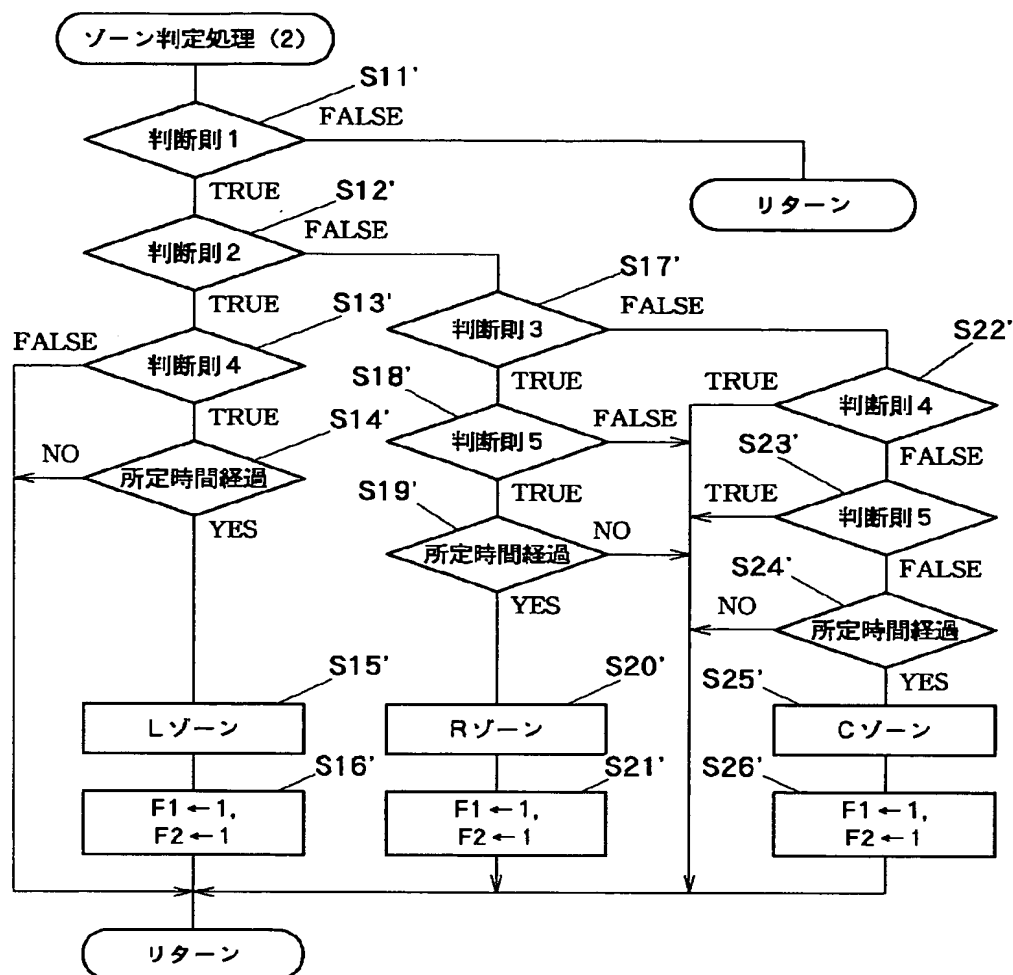 ゾーン判定処理(2)
S11'
FALSE
判断則1
TRUE
リターン
S12'
FALSE
判断則2
TRUE
S13'
FALSE
判断則4
TRUE
S14'
NO
所定時間経過
YES
S15'
Lゾーン
S16'
F1←1,
F2←1
S17'
FALSE
判断則3
TRUE
S18'
FALSE
判断則5
TRUE
S19'
NO
所定時間経過
YES
S20'
Rゾーン
S21'
F1←1,
F2←1
S22'
TRUE
判断則4
FALSE
S23'
TRUE
判断則5
FALSE
S24'
NO
所定時間経過
YES
S25'
Cゾーン
S26'
F1←1,
F2←1
リターン